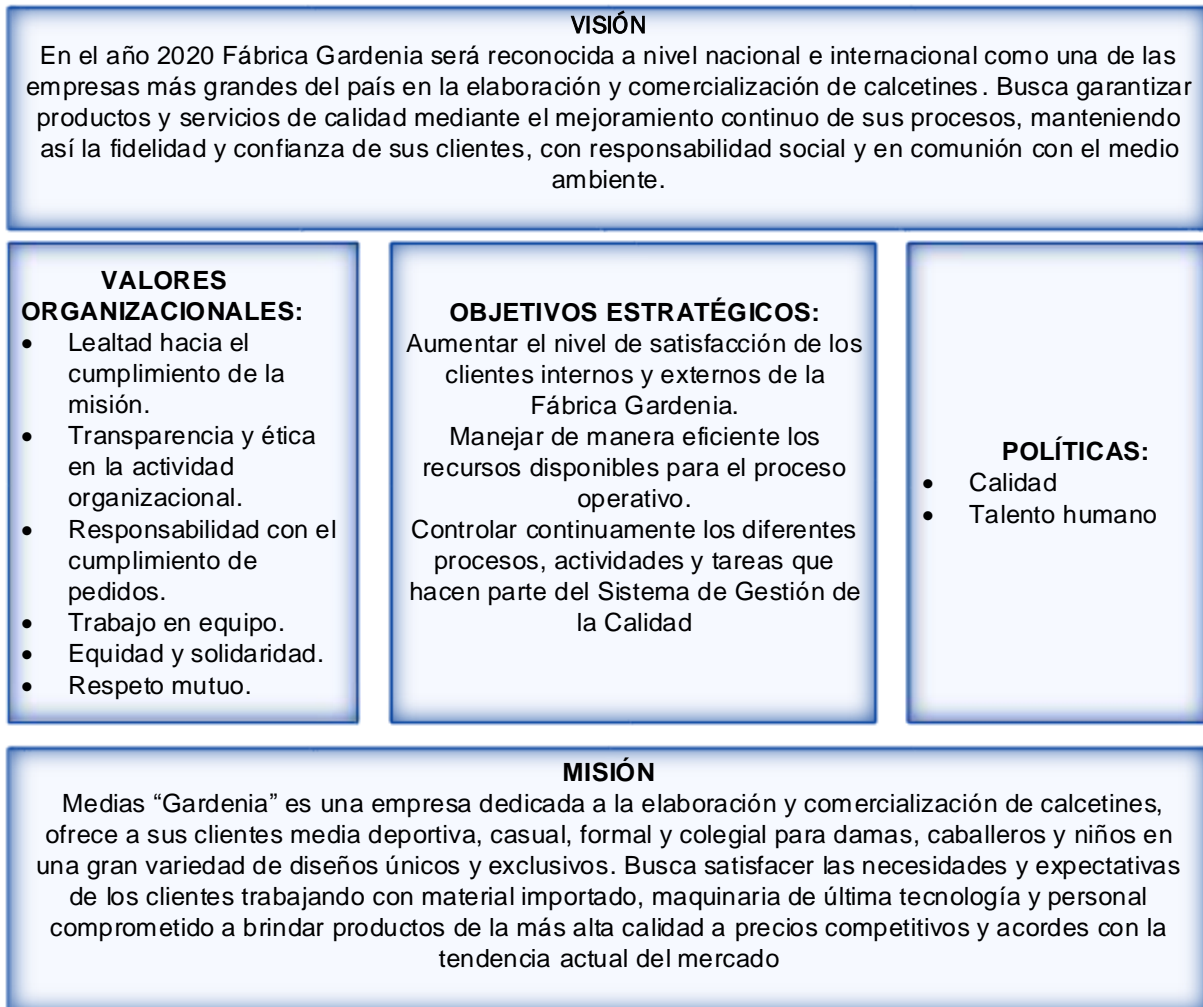 VISIÓN
En el año 2020 Fábrica Gardenia será reconocida a nivel nacional e internacional como una de las
empresas más grandes del país en la elaboración y comercialización de calcetines. Busca garantizar
productos y servicios de calidad mediante el mejoramiento continuo de sus procesos, manteniendo
así la fidelidad y confianza de sus clientes, con responsabilidad social y en comunión con el medio
ambiente.
VALORES
ORGANIZACIONALES:
• Lealtad hacia el
cumplimiento de la
misión.
• Transparencia y ética
en la actividad
organizacional.
• Responsabilidad con el
cumplimiento de
pedidos.
• Trabajo en equipo.
• Equidad y solidaridad.
• Respeto mutuo.
OBJETIVOS ESTRATÉGICOS:
Aumentar el nivel de satisfacción de los
clientes internos y externos de la
Fábrica Gardenia.
Manejar de manera eficiente los
recursos disponibles para el proceso
operativo.
Controlar continuamente los diferentes
procesos, actividades y tareas que
hacen parte del Sistema de Gestión de
la Calidad
POLÍTICAS:
• Calidad
• Talento humano
MISIÓN
Medias “Gardenia” es una empresa dedicada a la elaboración y comercialización de calcetines,
ofrece a sus clientes media deportiva, casual, formal y colegial para damas, caballeros y niños en
una gran variedad de diseños únicos y exclusivos. Busca satisfacer las necesidades y expectativas
de los clientes trabajando con material importado, maquinaria de última tecnología y personal
comprometido a brindar productos de la más alta calidad a precios competitivos y acordes con la
tendencia actual del mercado